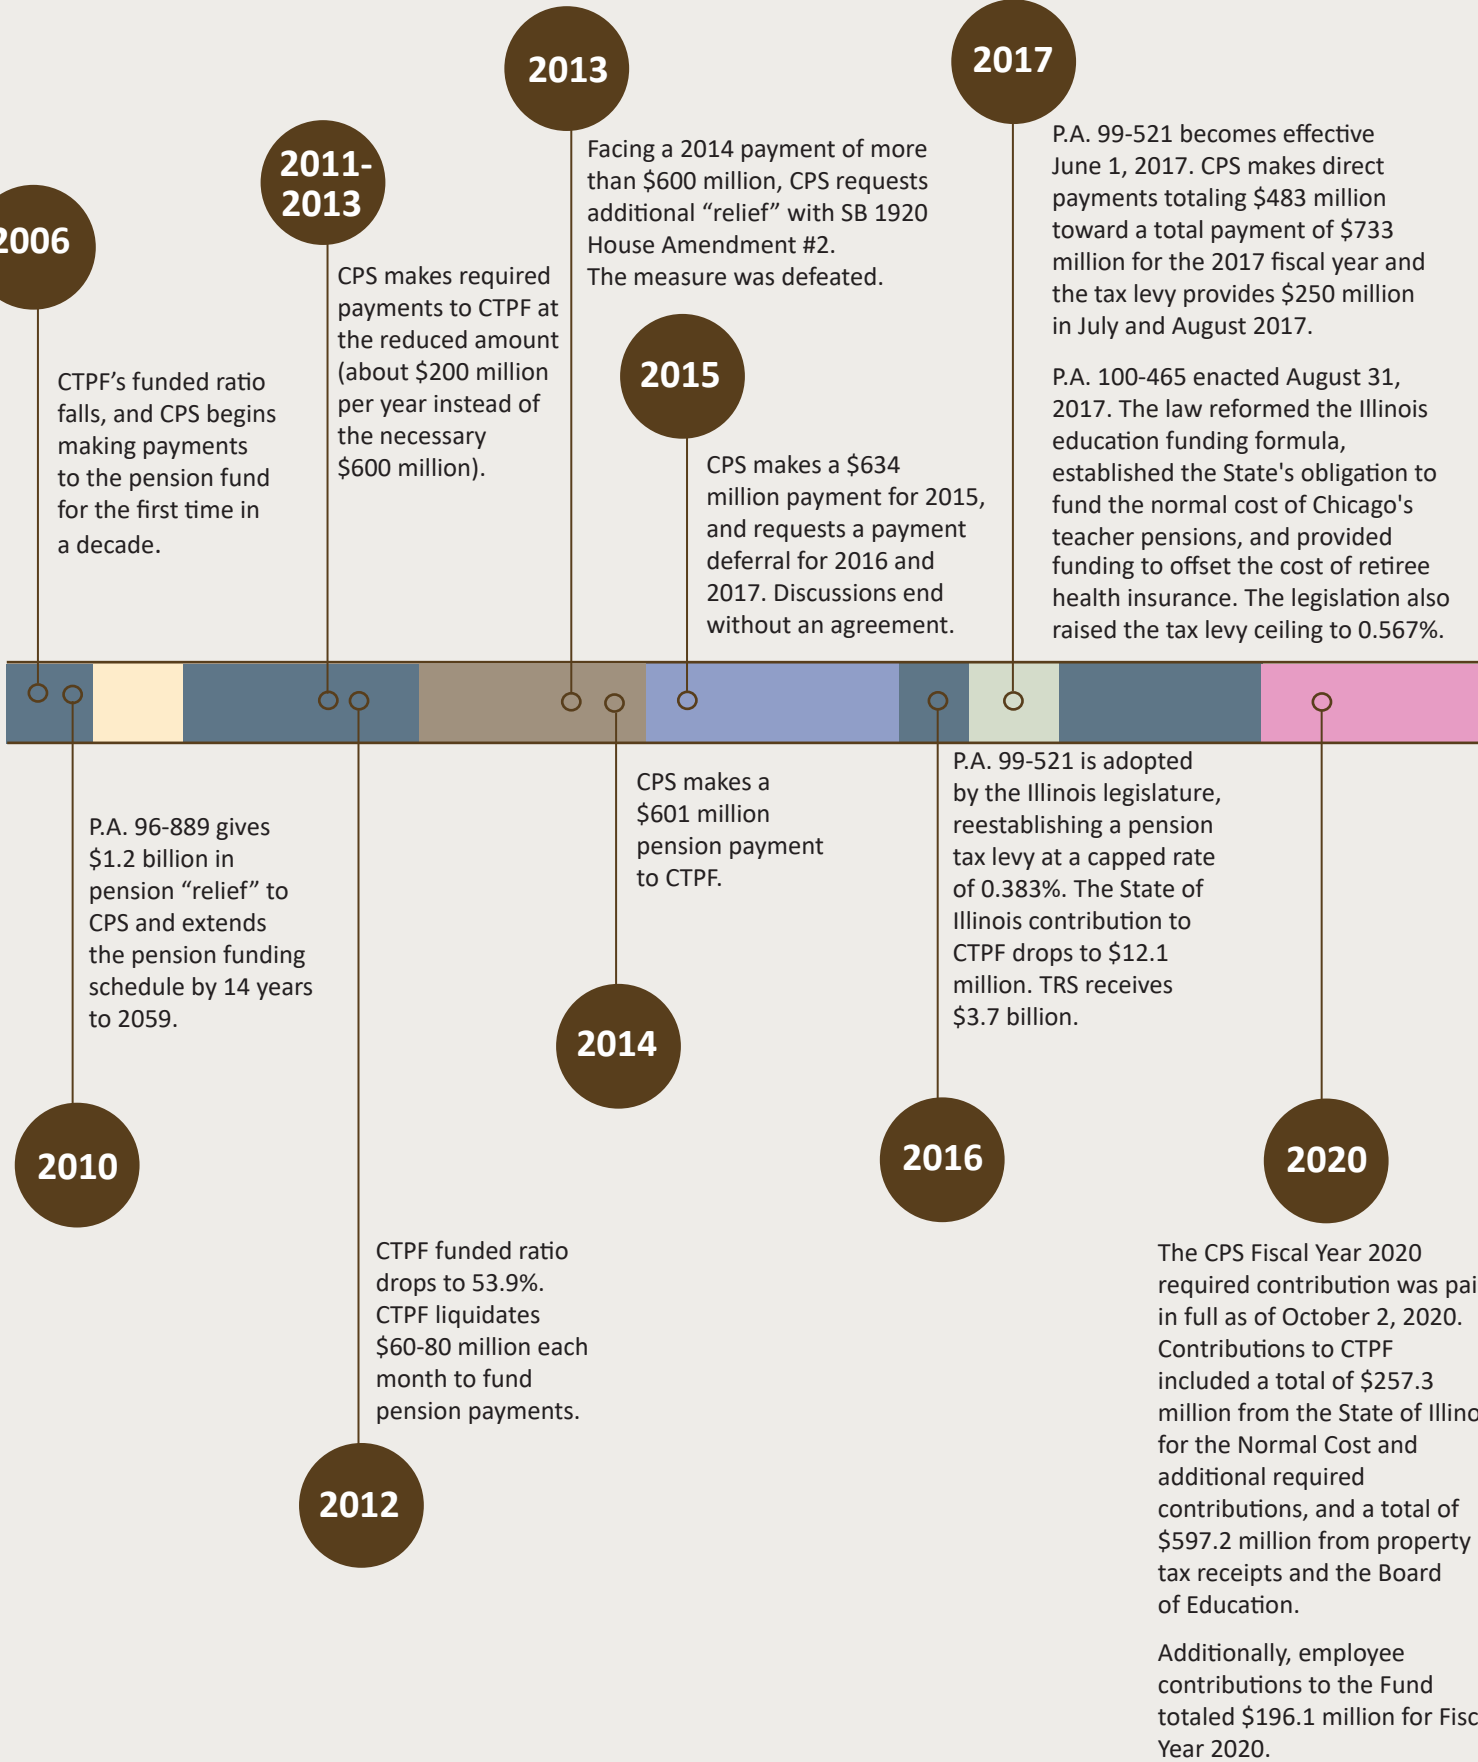 2006
CTPF’s funded ratio
falls, and CPS begins
making payments
to the pension fund
for the first time in
a decade.
2010
P.A. 96-889 gives
$1.2 billion in
pension “relief” to
CPS and extends
the pension funding
schedule by 14 years
to 2059.
2011-
2013
CPS makes required
payments to CTPF at
the reduced amount
(about $200 million
per year instead of
the necessary
$600 million).
2012
CTPF funded ratio
drops to 53.9%.
CTPF liquidates
$60-80 million each
month to fund
pension payments.
2013
Facing a 2014 payment of more
than $600 million, CPS requests
additional “relief” with SB 1920
House Amendment #2.
The measure was defeated.
2014
CPS makes a
$601 million
pension payment
to CTPF.
2015
CPS makes a $634
million payment for 2015,
and requests a payment
deferral for 2016 and
2017. Discussions end
without an agreement.
2016
P.A. 99-521 is adopted
by the Illinois legislature,
reestablishing a pension
tax levy at a capped rate
of 0.383%. The State of
Illinois contribution to
CTPF drops to $12.1
million. TRS receives
$3.7 billion.
2017
P.A. 99-521 becomes effective
June 1, 2017. CPS makes direct
payments totaling $483 million
toward a total payment of $733
million for the 2017 fiscal year and
the tax levy provides $250 million
in July and August 2017.
P.A. 100-465 enacted August 31,
2017. The law reformed the Illinois
education funding formula,
established the State's obligation to
fund the normal cost of Chicago's
teacher pensions, and provided
funding to offset the cost of retiree
health insurance. The legislation also
raised the tax levy ceiling to 0.567%.
2020
The CPS Fiscal Year 2020
required contribution was pai
in full as of October 2, 2020.
Contributions to CTPF
included a total of $257.3
million from the State of Illino
for the Normal Cost and
additional required
contributions, and a total of
$597.2 million from property
tax receipts and the Board
of Education.
Additionally, employee
contributions to the Fund
totaled $196.1 million for Fisc
Year 2020.